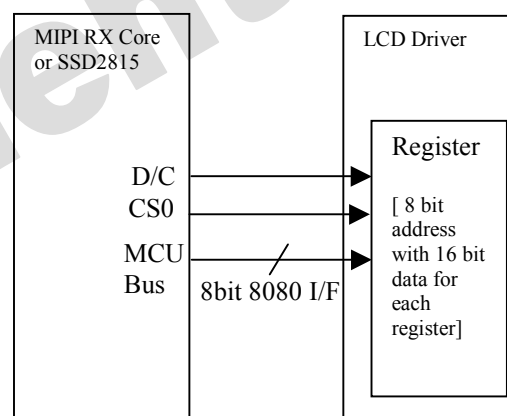 MIPI RX Core
or SSD2815
LCD Driver
Register
[ 8 bit
address
with 16 bit
data for
each
register]
D/C
CS0
MCU
Bus
8bit 8080 I/F